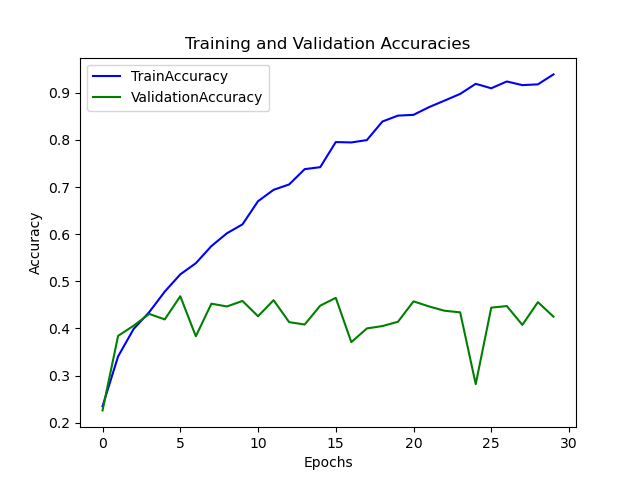 Training and Validation Accuracies
TrainAccuracy
ValidationAccuracy
Accuracy
0.9
0.8
0.7
0.6
0.5
0.4
0.3
0.2
0 5 10 15 20 25 30
Epochs